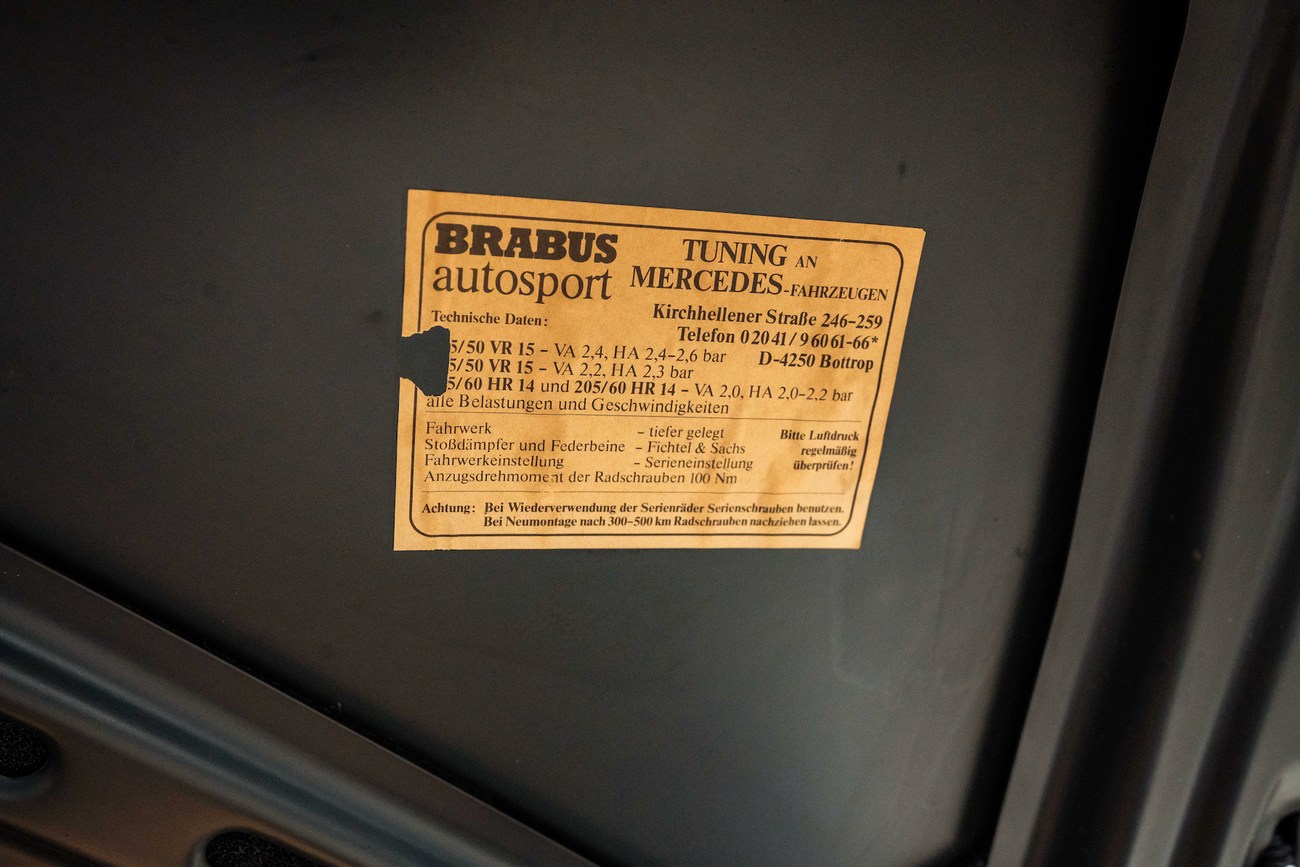 BRABUS
autosport
TUNING AN
MERCEDES-FAHRZEUGEN
Kirchhellener Straße 246-259
Telefon 0 20 41 / 9 60 61-66*
D-4250 Bottrop
Technische Daten:
5/50 VR 15 – VA 2,4, HA 2,4-2,6 bar
5/50 VR 15 – VA 2,2, HA 2,3 bar
5/60 HR 14 und 205/60 HR 14 – VA 2,0, HA 2,0-2,2 bar
alle Belastungen und Geschwindigkeiten
Fahrwerk – tiefer gelegt
Stoßdämpfer und Federbeine – Fichtel & Sachs
Fahrwerkeinstellung – Serieneinstellung
Anzugsdrehmoment der Radschrauben 100 Nm
Bitte Luftdruck
regelmäßig
überprüfen!
Achtung: Bei Wiederverwendung der Serienräder Serienschrauben benutzen.
Bei Neumontage nach 300-500 km Radschrauben nachziehen lassen.